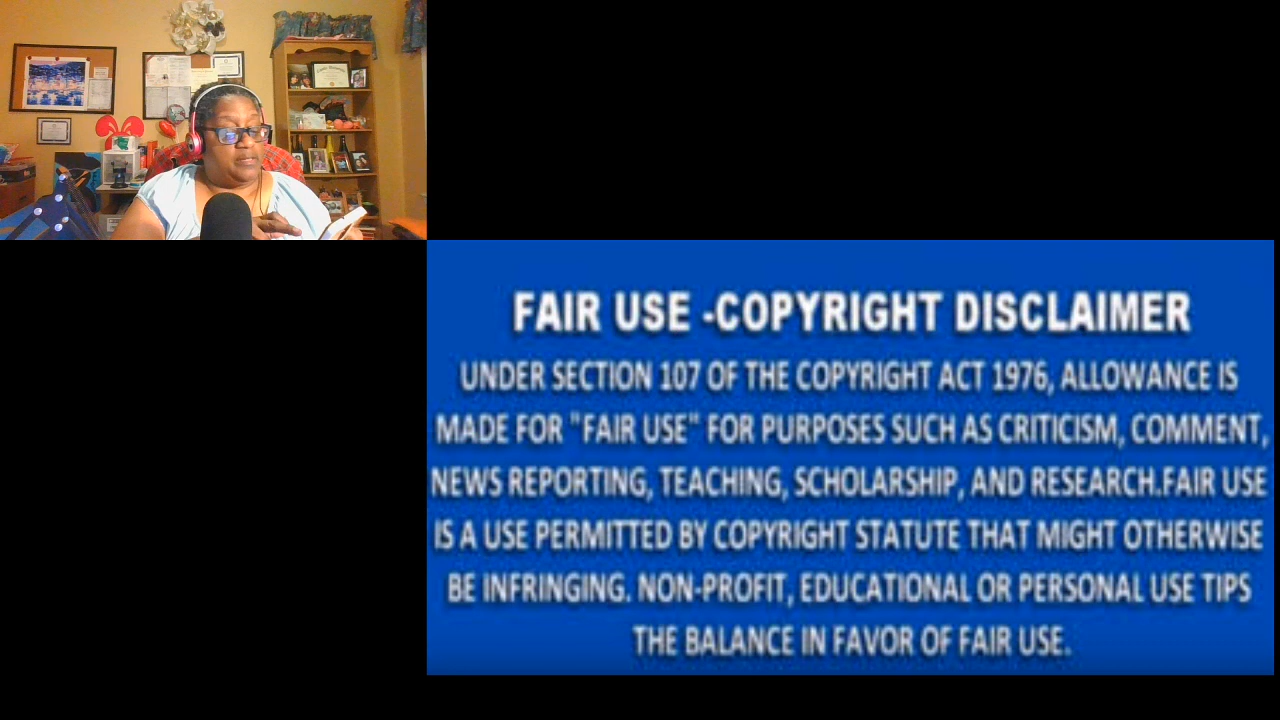 FAIR USE -COPYRIGHT DISCLAIMER
UNDER SECTION 107 OF THE COPYRIGHT ACT 1976, ALLOWANCE IS
MADE FOR "FAIR USE" FOR PURPOSES SUCH AS CRITICISM, COMMENT,
NEWS REPORTING, TEACHING, SCHOLARSHIP, AND RESEARCH.FAIR USE
IS A USE PERMITTED BY COPYRIGHT STATUTE THAT MIGHT OTHERWISE
BE INFRINGING. NON-PROFIT, EDUCATIONAL OR PERSONAL USE TIPS
THE BALANCE IN FAVOR OF FAIR USE.